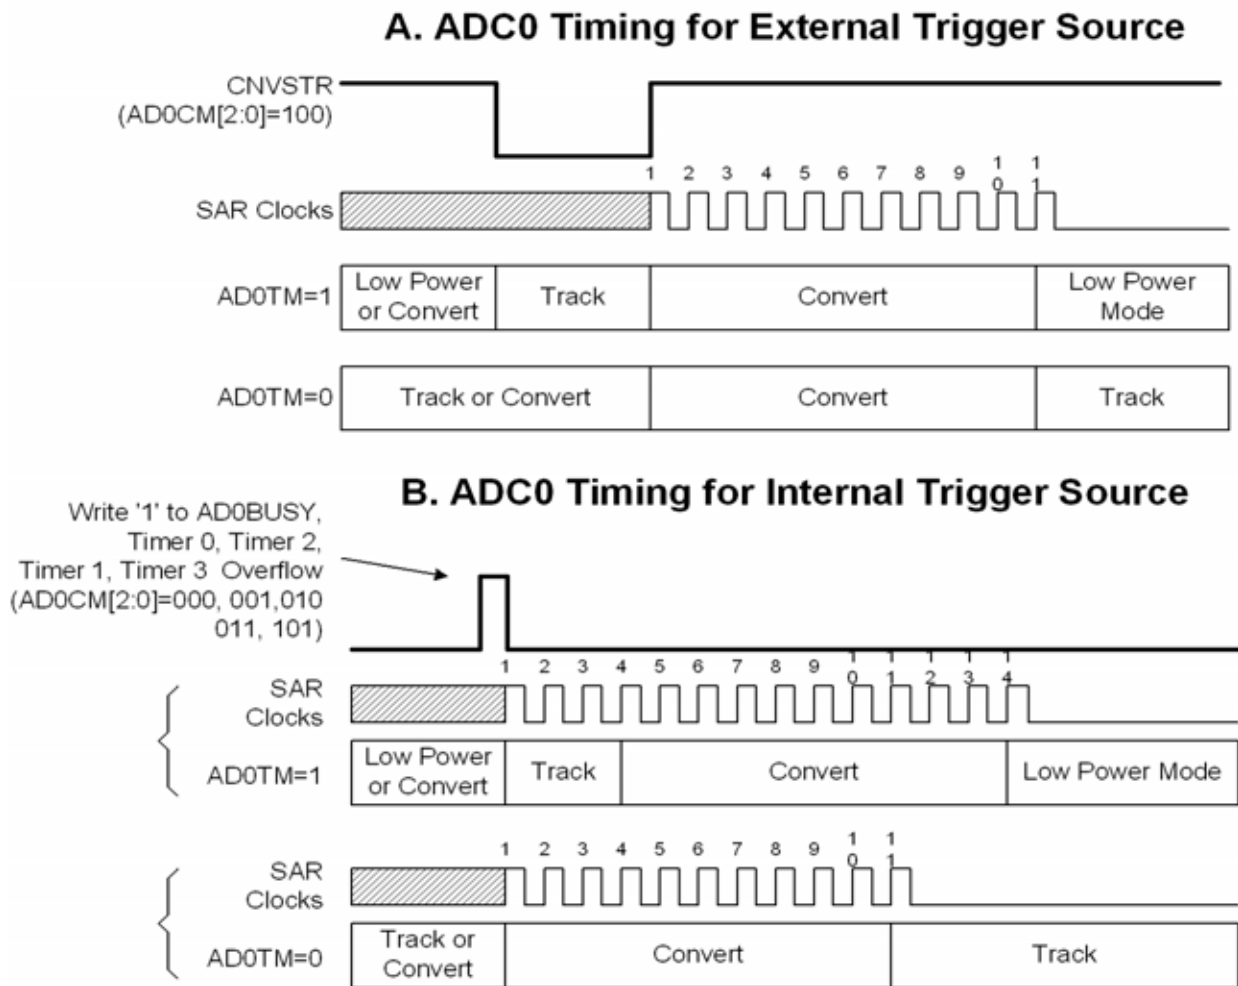 A. ADC0 Timing for External Trigger Source
CNVSTR
(AD0CM[2:0]=100)
1 2 3 4 5 6 7 8 9 10 11
SAR Clocks
AD0TM=1
Low Power
or Convert
Track
Convert
Low Power
Mode
AD0TM=0
Track or Convert
Convert
Track
B. ADC0 Timing for Internal Trigger Source
Write '1' to AD0BUSY,
Timer 0, Timer 2,
Timer 1, Timer 3 Overflow
(AD0CM[2:0]=000, 001,010
011, 101)
1 2 3 4 5 6 7 8 9 10 11 12 13 14
SAR
Clocks
AD0TM=1
Low Power
or Convert
Track
Convert
Low Power Mode
1 2 3 4 5 6 7 8 9 10 11
SAR
Clocks
AD0TM=0
Track or
Convert
Convert
Track